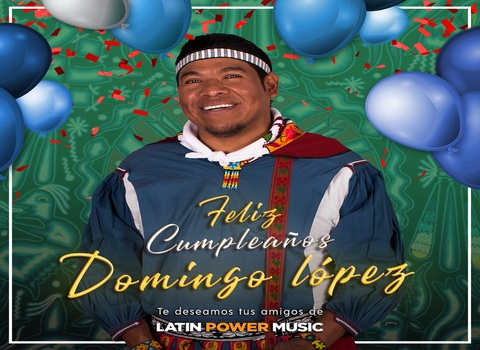 Feliz
Cumpleaños
Domingo lópez
Te deseamos tus amigos de
LATIN POWER MUSIC